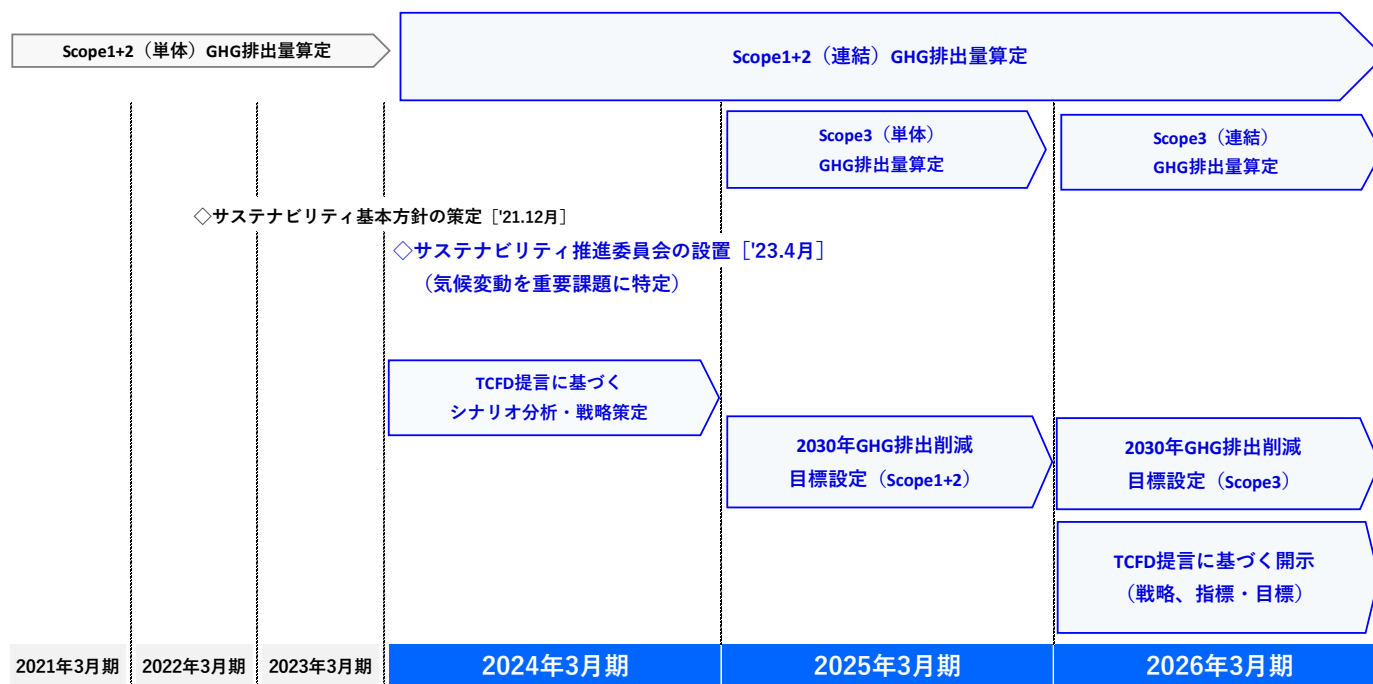 Scope1+2（単体）GHG排出量算定
Scope1+2（連結）GHG排出量算定
Scope3（単体）
GHG排出量算定
Scope3（連結）
GHG排出量算定
◇サステナビリティ基本方針の策定［'21.12月］
◇サステナビリティ推進委員会の設置［'23.4月］
（気候変動を重要課題に特定）
TCFD提言に基づく
シナリオ分析・戦略策定
2030年GHG排出削減
目標設定（Scope1+2）
2030年GHG排出削減
目標設定（Scope3）
TCFD提言に基づく開示
（戦略、指標・目標）
2021年3月期
2022年3月期
2023年3月期
2024年3月期
2025年3月期
2026年3月期